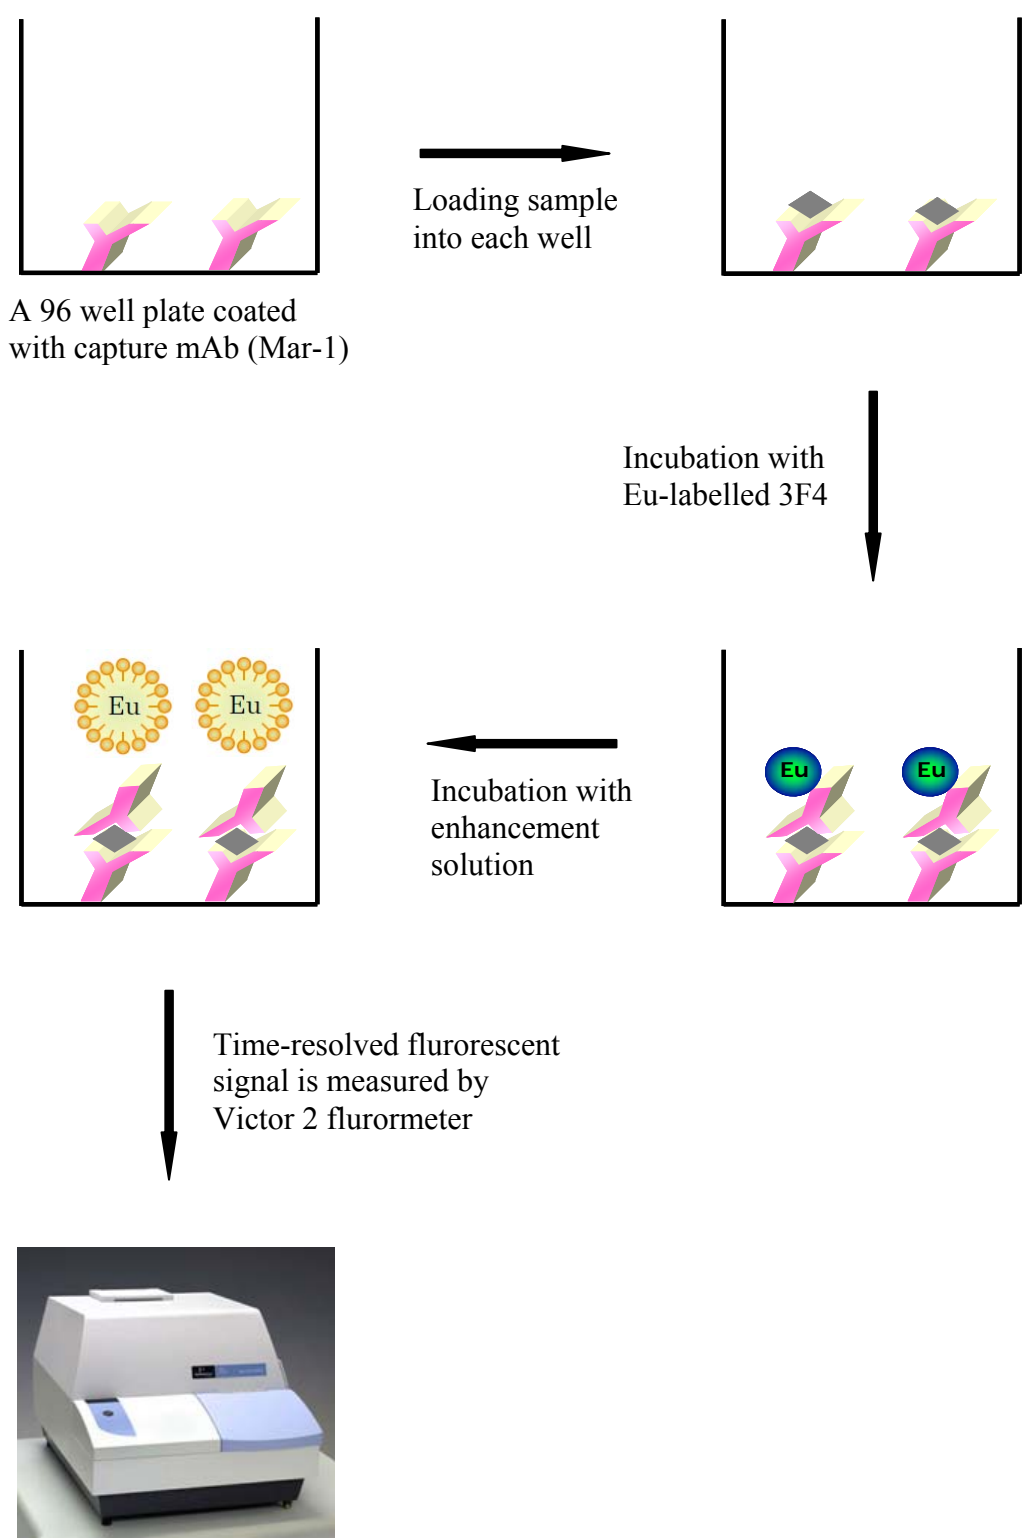 Loading sample
into each well
A 96 well plate coated
with capture mAb (Mar-1)
Incubation with
Eu-labelled 3F4
Eu
Eu
Eu
Eu
Incubation with
enhancement
solution
Time-resolved flurorescent
signal is measured by
Victor 2 flurormeter